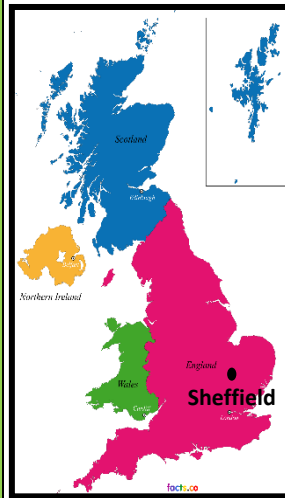 Scotland
Edinburgh
Belfast
Northern Ireland
England
Wales
Sheffield
Cardiff
London
facts.co